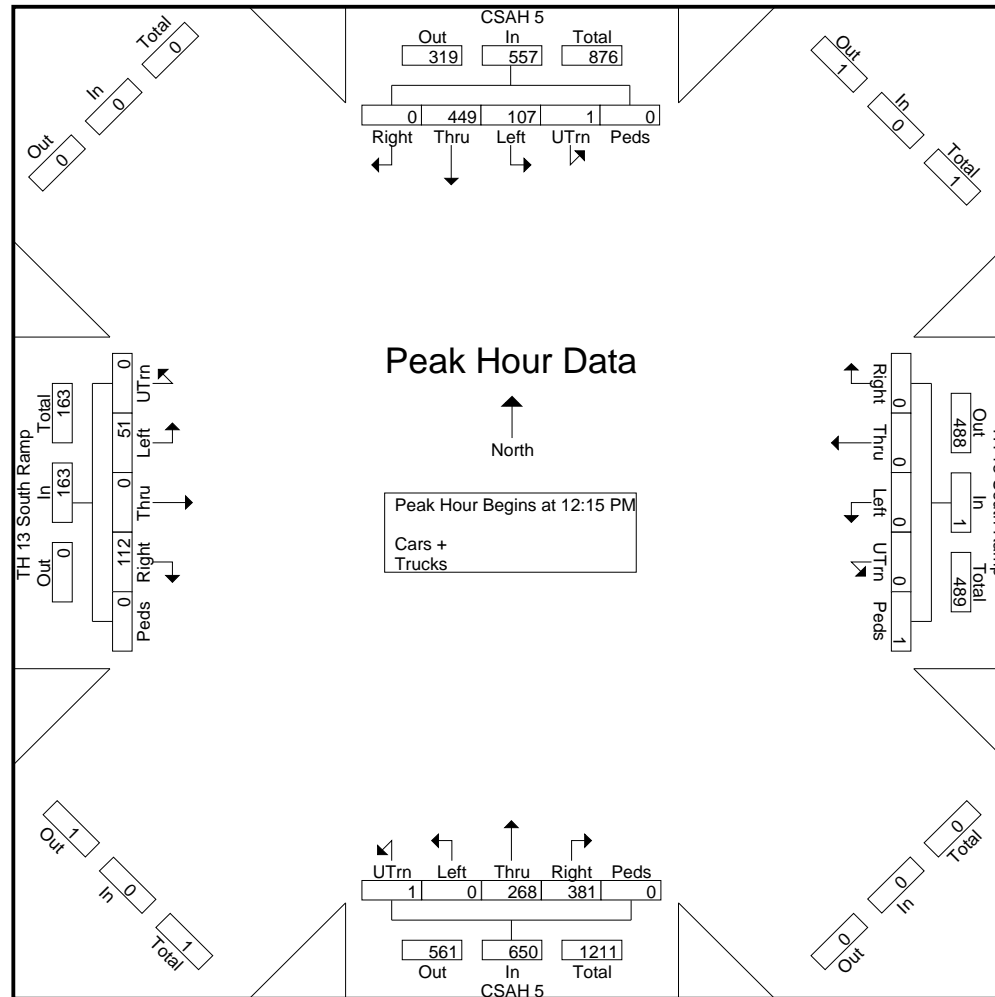 CSAH 5
Out In Total
319 557 876
0 449 107 1 0
Right Thru Left UTrn Peds
Total
0
In
0
Out
0
Out
1
In
0
Total
1
TH 13 South Ramp
Total In Out
163 163 0
0 51 0 112 0
UTrn Left Thru Right Peds
Peak Hour Data
North
Peak Hour Begins at 12:15 PM
Cars +
Trucks
Right Thru Left UTrn Peds
0 0 0 0 1
Out In Total
488 1 489
Out
1
In
0
Total
1
Total
0
In
0
Out
0
UTrn Left Thru Right Peds
1 0 268 381 0
561 650 1211
Out In Total
CSAH 5